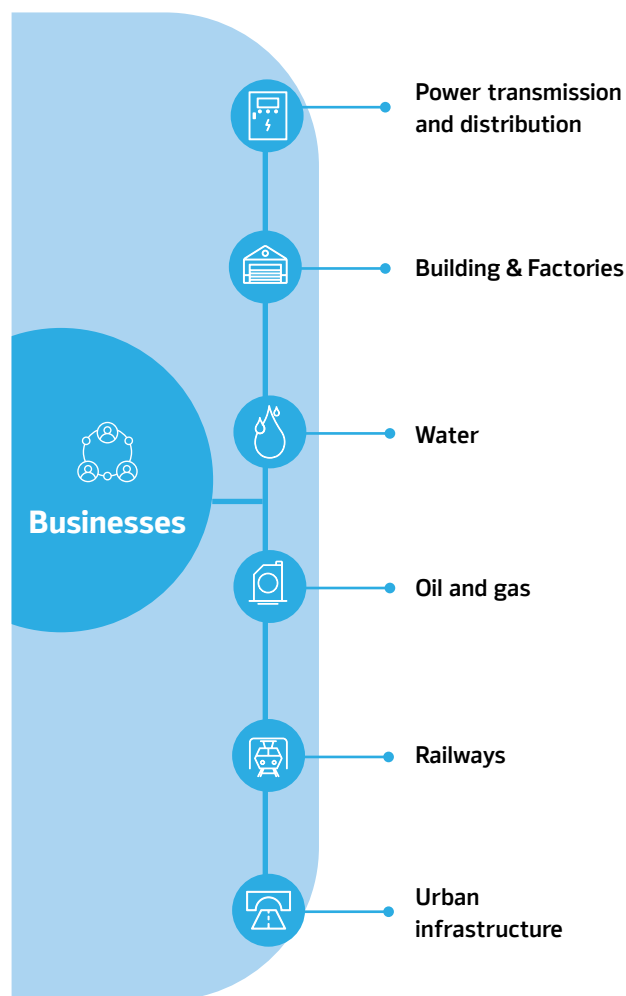 Power transmission
and distribution
Building & Factories
Water
Businesses
Oil and gas
Railways
Urban
infrastructure